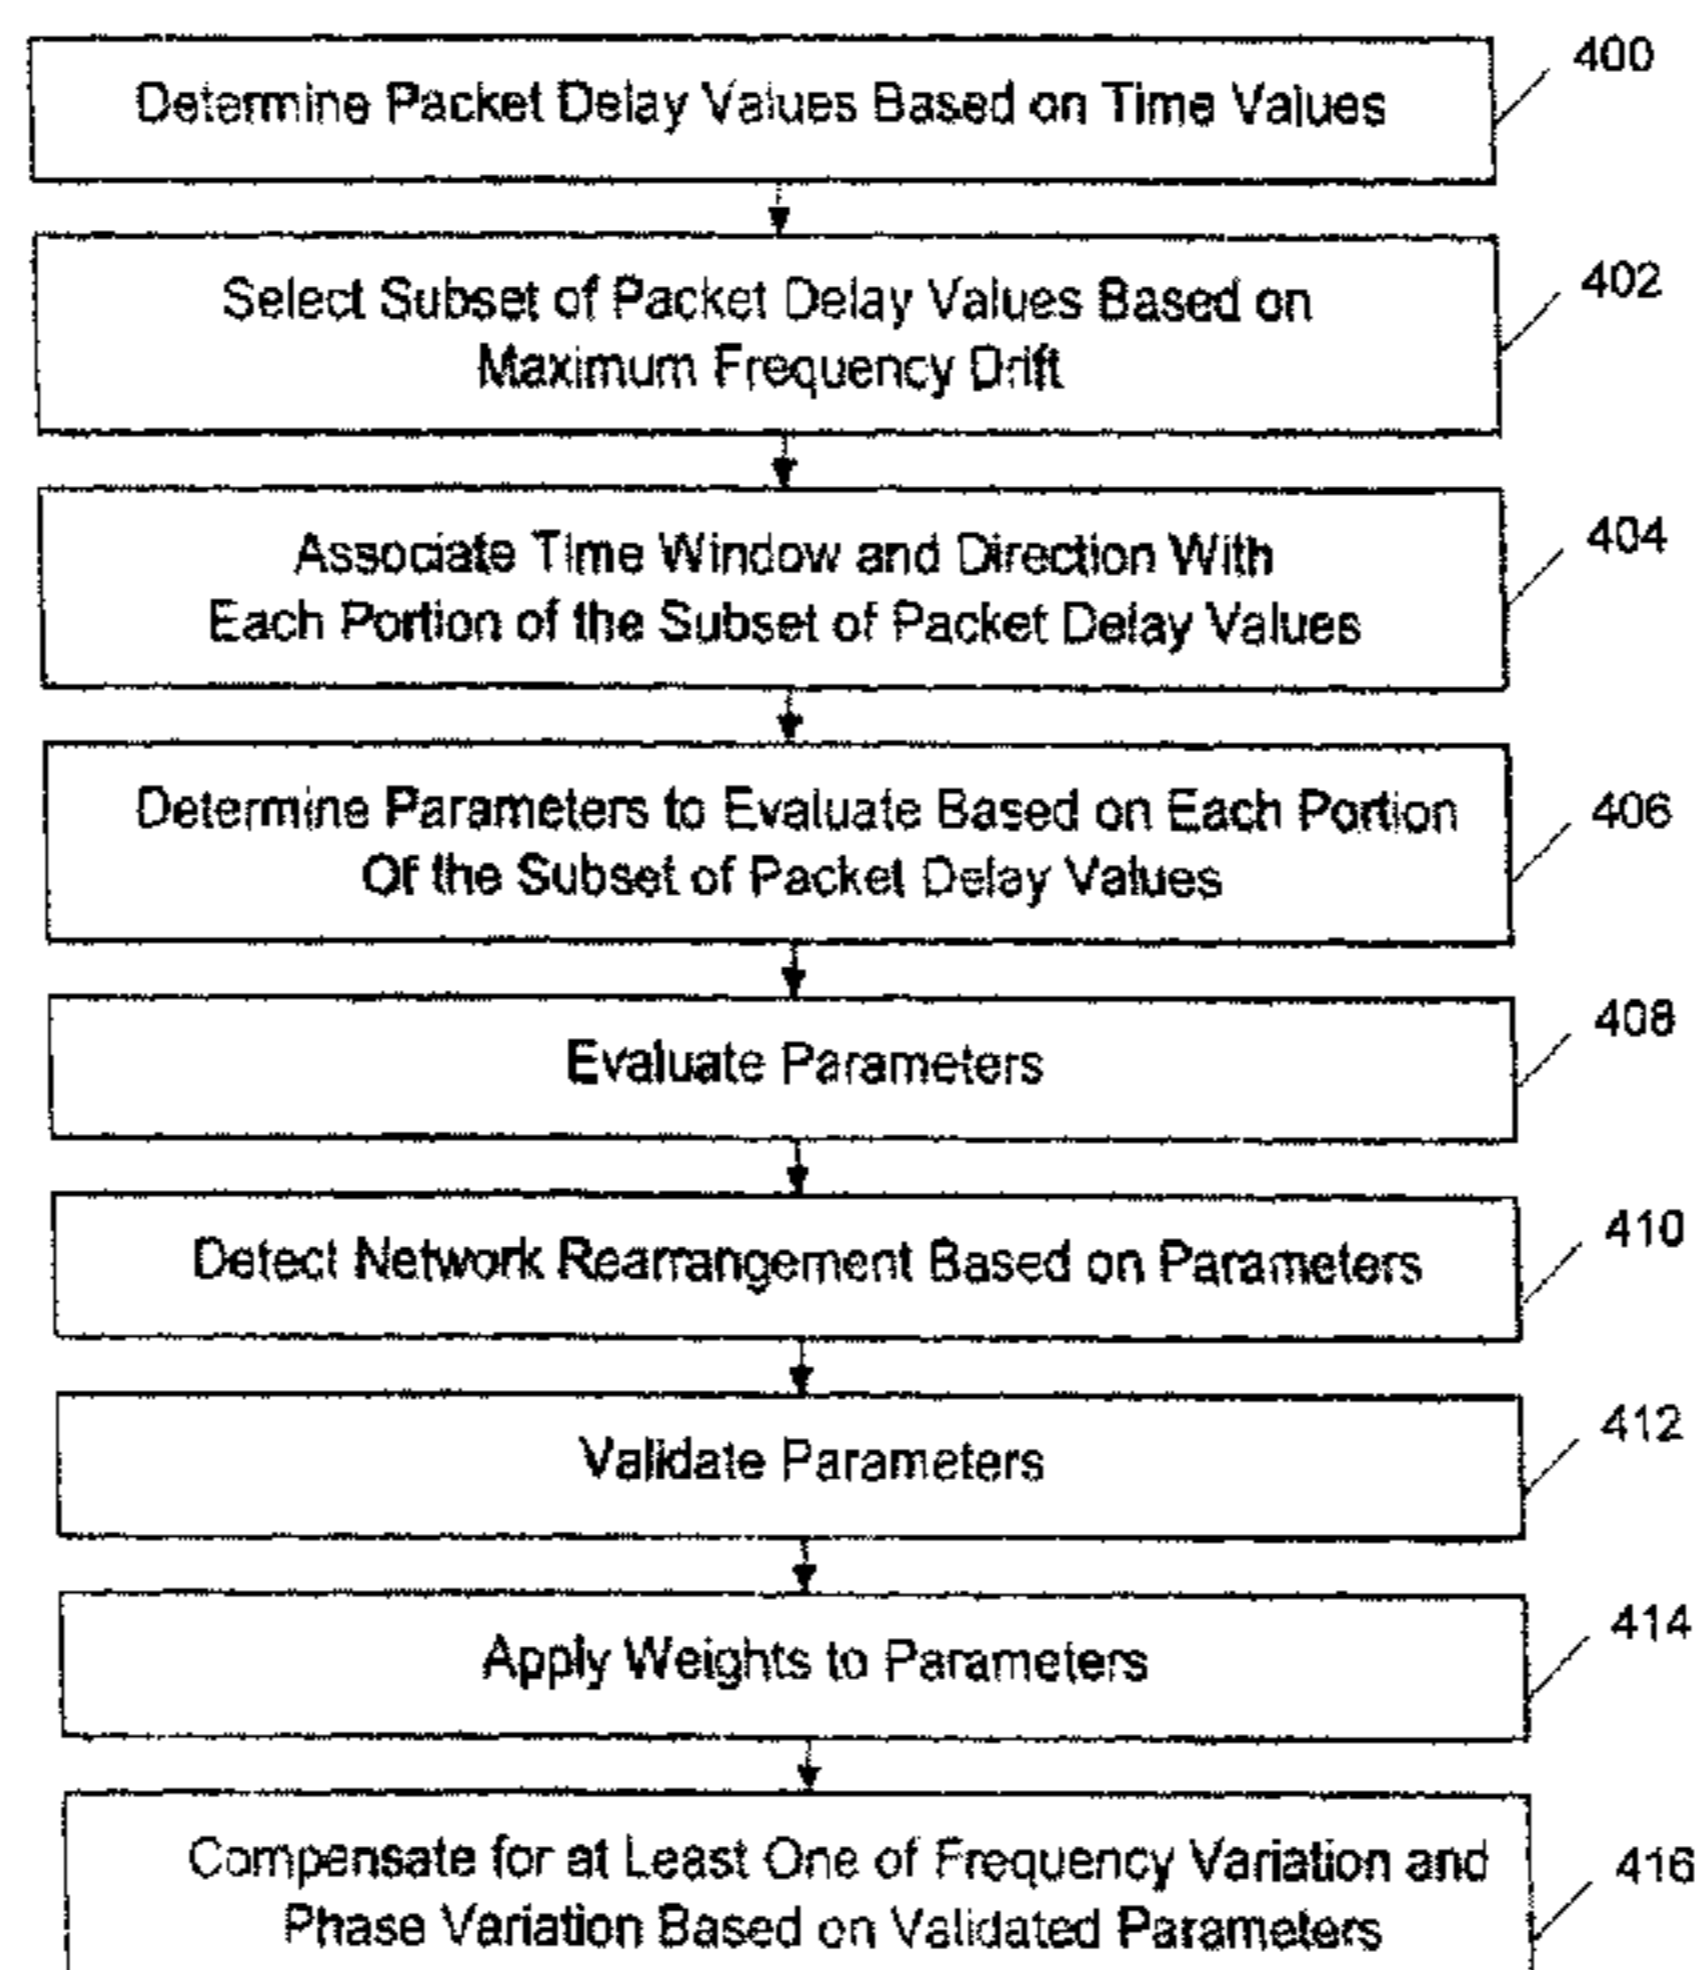 400
Determine Packet Delay Values Based on Time Values
402
Select Subset of Packet Delay Values Based on
Maximum Frequency Drift
404
Associate Time Window and Direction With
Each Portion of the Subset of Packet Delay Values
406
Determine Parameters to Evaluate Based on Each Portion
Of the Subset of Packet Delay Values
408
Evaluate Parameters
410
Detect Network Rearrangement Based on Parameters
412
Validate Parameters
414
Apply Weights to Parameters
416
Compensate for at Least One of Frequency Variation and
Phase Variation Based on Validated Parameters